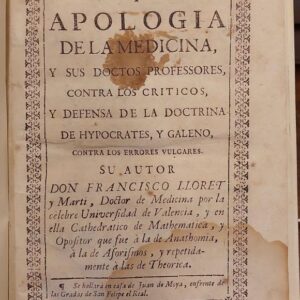 APOLOGIA
DE LA MEDICINA,
Y SUS DOCTOS PROFESSORES,
CONTRA LOS CRITICOS,
Y DEFENSA DE LA DOCTRINA
DE HYPOCRATES, Y GALENO,
CONTRA LOS ERRORES VULGARES.
SU AUTOR
DON FRANCISCO LLORET
y Martì, Doctor de Medicina por la
cèlebre Universidad de Valencia, y en
ella Cathedratico de Mathematica, y
Opositor que fue à la de Anathomia,
à la de Aforismos, y repetida-
mente à las de Theorica.
¶ Se hallarà en casa de Juan de Moya, enfrente de
las Gradas de San Felipe el Real.